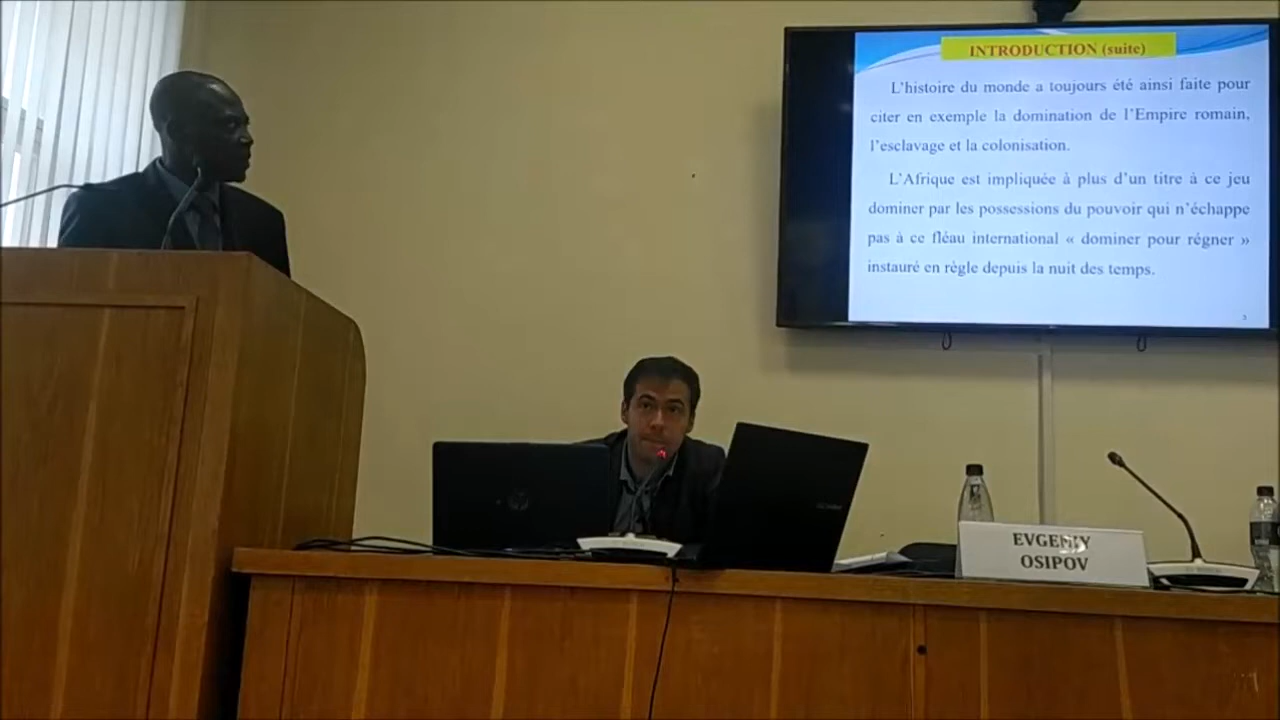 INTRODUCTION (suite)
L'histoire du monde a toujours été ainsi faite pour
citer en exemple la domination de l'Empire romain,
l'esclavage et la colonisation.
L'Afrique est impliquée à plus d'un titre à ce jeu
dominer par les possessions du pouvoir qui n'échappe
pas à ce fléau international « dominer pour régner »
instauré en règle depuis la nuit des temps.
3
EVGENIY
OSIPOV